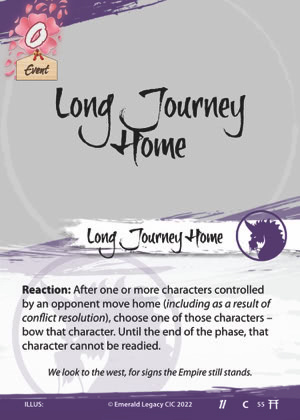 0
Event
Long Journey
Home
Long Journey Home
Reaction: After one or more characters controlled
by an opponent move home (including as a result of
conflict resolution), choose one of those characters –
bow that character. Until the end of the phase, that
character cannot be readied.
We look to the west, for signs the Empire still stands.
ILLUS:
© Emerald Legacy CIC 2022
C
55